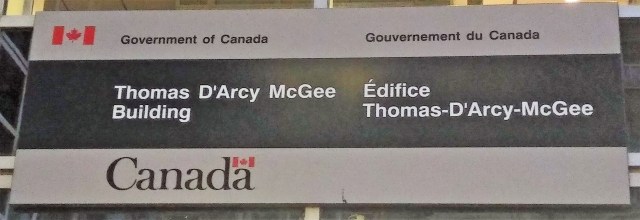 Government of Canada
Gouvernement du Canada
Thomas D'Arcy McGee
Building
Édifice
Thomas-D'Arcy-McGee
Canada